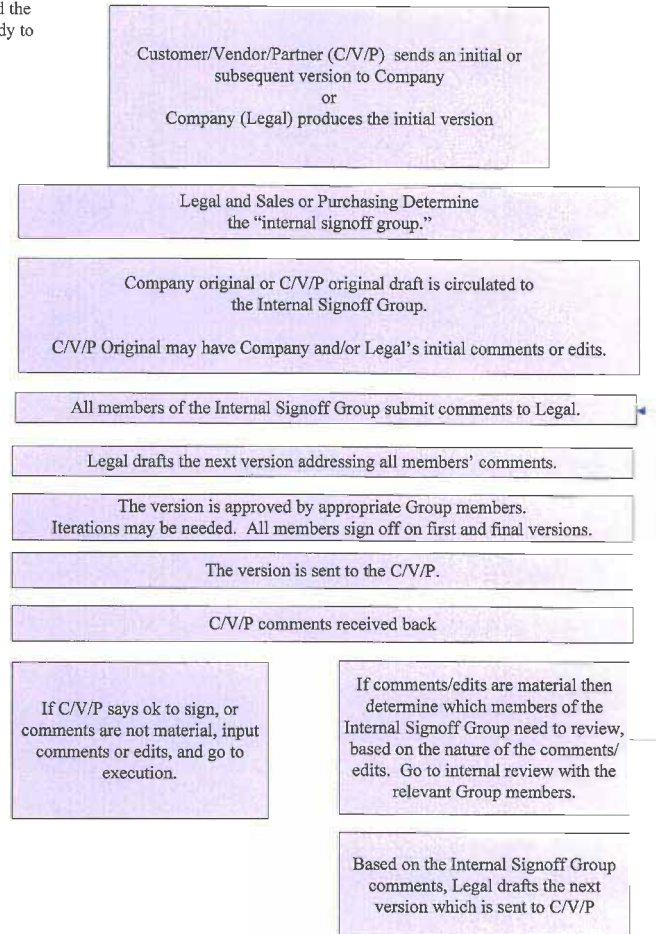 d the
dy to
Customer/Vendor/Partner (C/V/P) sends an initial or
subsequent version to Company
or
Company (Legal) produces the initial version
Legal and Sales or Purchasing Determine
the “internal signoff group.”
Company original or C/V/P original draft is circulated to
the Internal Signoff Group.
C/V/P Original may have Company and/or Legal's initial comments or edits.
All members of the Internal Signoff Group submit comments to Legal.
Legal drafts the next version addressing all members' comments.
The version is approved by appropriate Group members.
Iterations may be needed. All members sign off on first and final versions.
The version is sent to the C/V/P.
C/V/P comments received back
If C/V/P says ok to sign, or
comments are not material, input
comments or edits, and go to
execution.
If comments/edits are material then
determine which members of the
Internal Signoff Group need to review,
based on the nature of the comments/
edits. Go to internal review with the
relevant Group members.
Based on the Internal Signoff Group
comments, Legal drafts the next
version which is sent to C/V/P